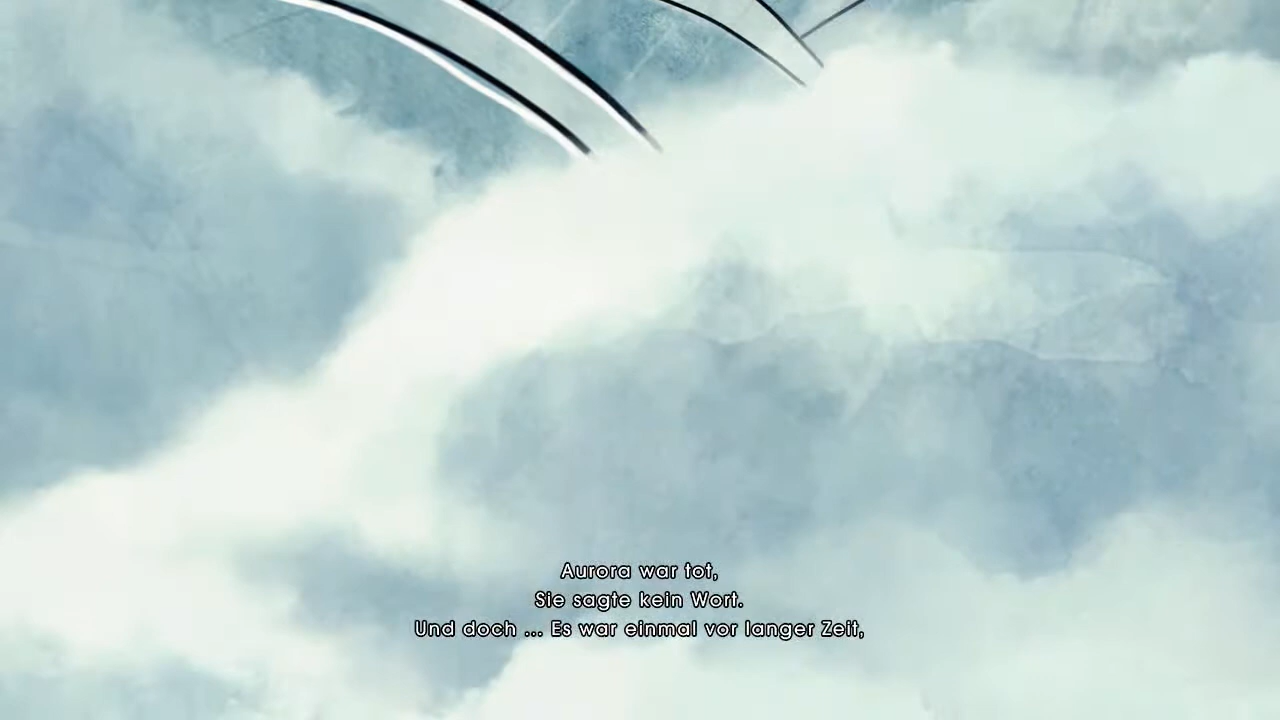 Aurora war tot,
Sie sagte kein Wort.
Und doch ... Es war einmal vor langer Zeit,